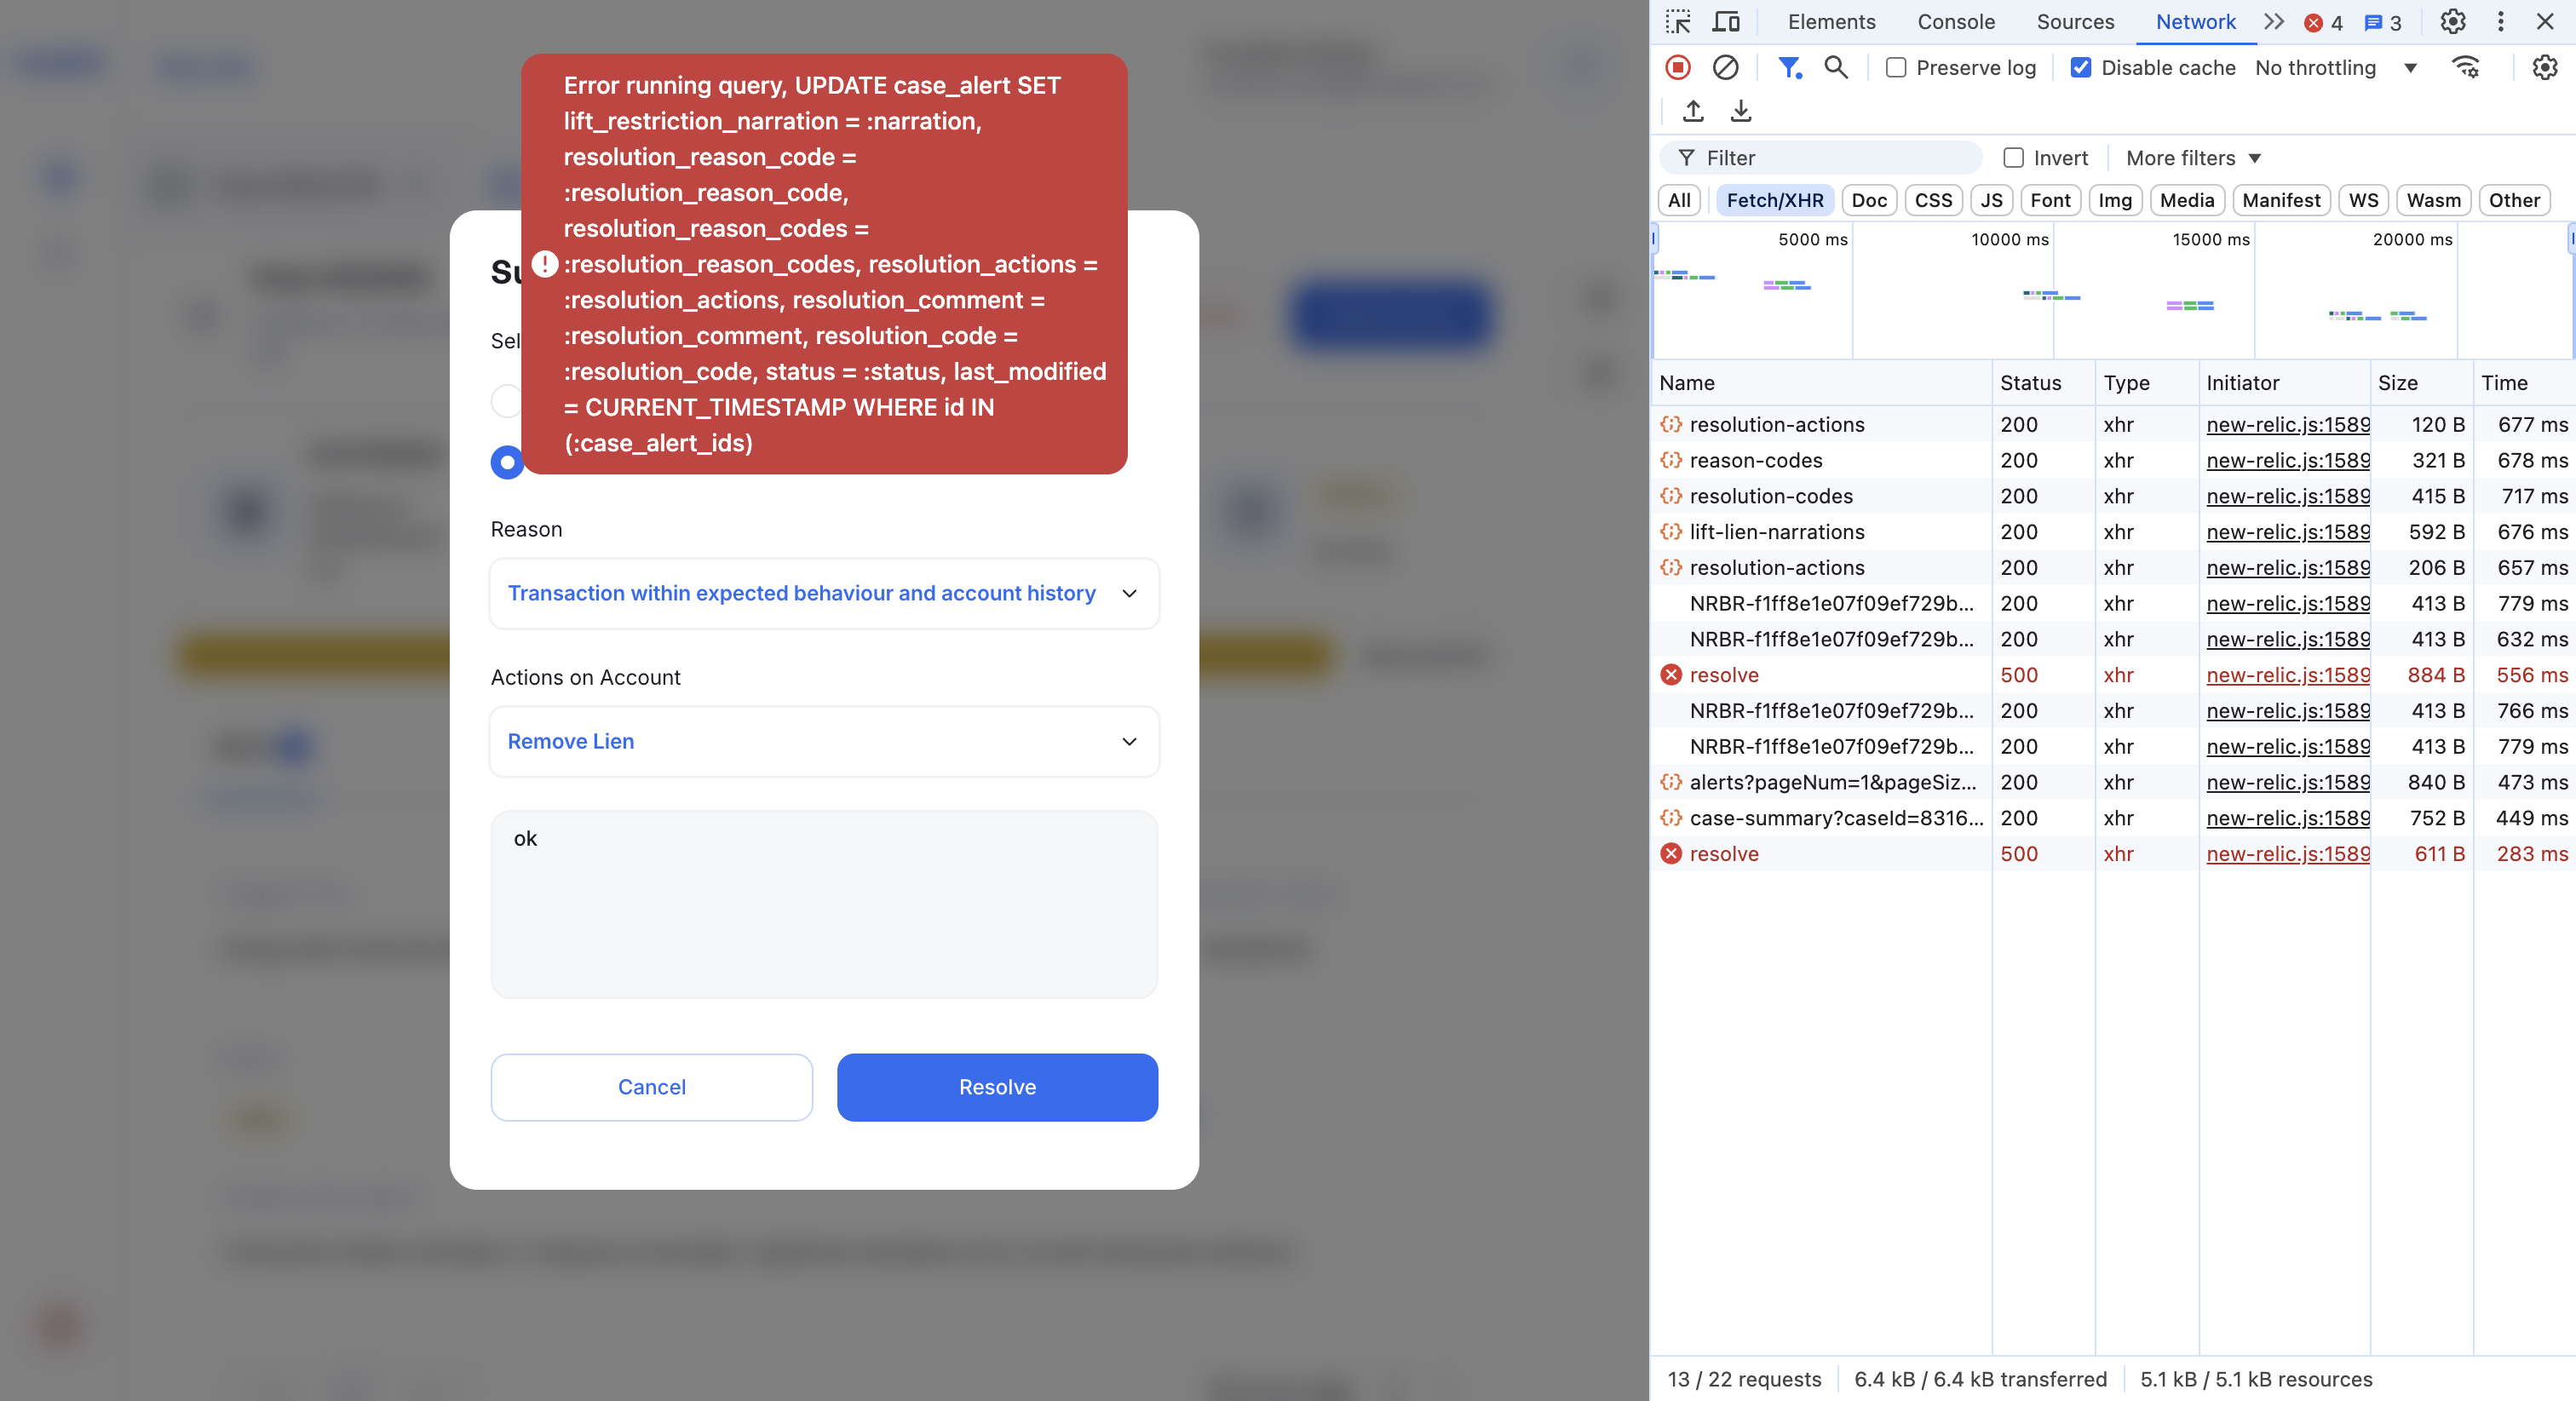 Error running query, UPDATE case_alert SET
lift_restriction_narration = :narration,
resolution_reason_code =
:resolution_reason_code,
resolution_reason_codes =
:resolution_reason_codes, resolution_actions =
:resolution_actions, resolution_comment =
:resolution_comment, resolution_code =
:resolution_code, status = :status, last_modified
= CURRENT_TIMESTAMP WHERE id IN
(:case_alert_ids)
Su
Sel
Reason
Transaction within expected behaviour and account history
Actions on Account
Remove Lien
ok
Cancel
Resolve
Elements Console Sources Network 4 3
Preserve log Disable cache No throttling
Filter Invert More filters
All Fetch/XHR Doc CSS JS Font Img Media Manifest WS Wasm Other
5000 ms 10000 ms 15000 ms 20000 ms
Name Status Type Initiator Size Time
resolution-actions 200 xhr new-relic.js:1589 120 B 677 ms
reason-codes 200 xhr new-relic.js:1589 321 B 678 ms
resolution-codes 200 xhr new-relic.js:1589 415 B 717 ms
lift-lien-narrations 200 xhr new-relic.js:1589 592 B 676 ms
resolution-actions 200 xhr new-relic.js:1589 206 B 657 ms
NRBR-f1ff8e1e07f09ef729b... 200 xhr new-relic.js:1589 413 B 779 ms
NRBR-f1ff8e1e07f09ef729b... 200 xhr new-relic.js:1589 413 B 632 ms
resolve 500 xhr new-relic.js:1589 884 B 556 ms
NRBR-f1ff8e1e07f09ef729b... 200 xhr new-relic.js:1589 413 B 766 ms
NRBR-f1ff8e1e07f09ef729b... 200 xhr new-relic.js:1589 413 B 779 ms
alerts?pageNum=1&pageSiz... 200 xhr new-relic.js:1589 840 B 473 ms
case-summary?caseId=8316... 200 xhr new-relic.js:1589 752 B 449 ms
resolve 500 xhr new-relic.js:1589 611 B 283 ms
13 / 22 requests 6.4 kB / 6.4 kB transferred 5.1 kB / 5.1 kB resources